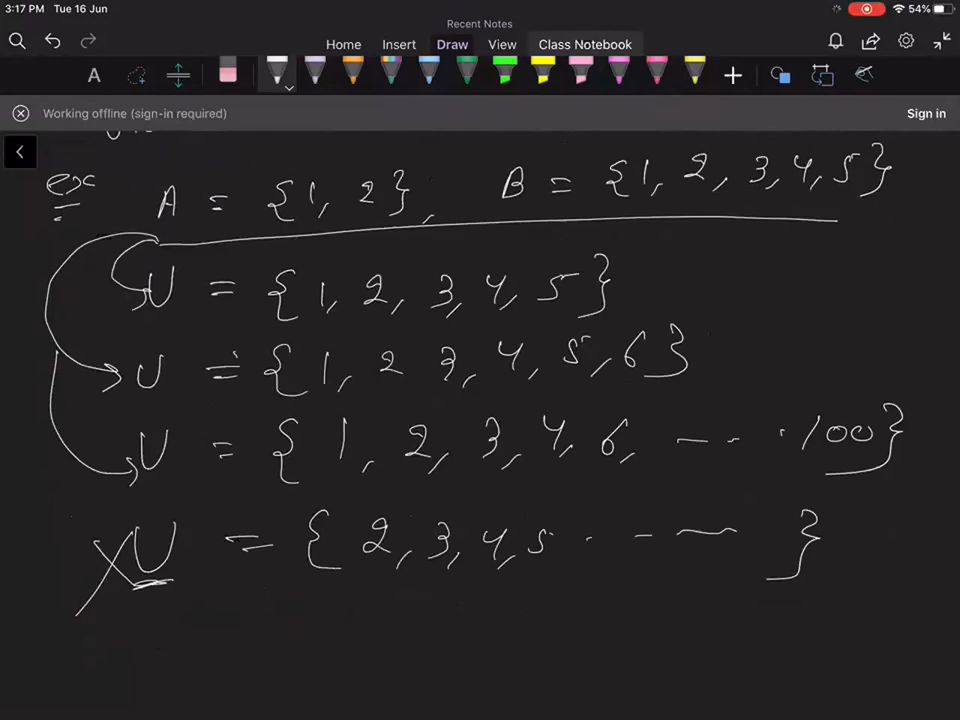 3:17 PM Tue 16 Jun 54%
Recent Notes
Home Insert Draw View Class Notebook
A
Working offline (sign-in required) Sign in
ex A = {1, 2}, B = {1, 2, 3, 4, 5}
U = {1, 2, 3, 4, 5}
U = {1, 2 3, 4, 5, 6}
U = {1, 2, 3, 4, 6, -- - · 100}
U = {2, 3, 4, 5 · - — }